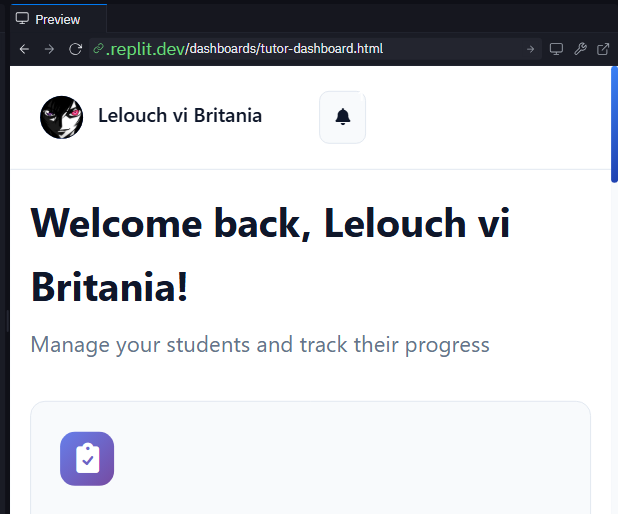 Preview
.replit.dev/dashboards/tutor-dashboard.html
Lelouch vi Britania
Welcome back, Lelouch vi
Britania!
Manage your students and track their progress